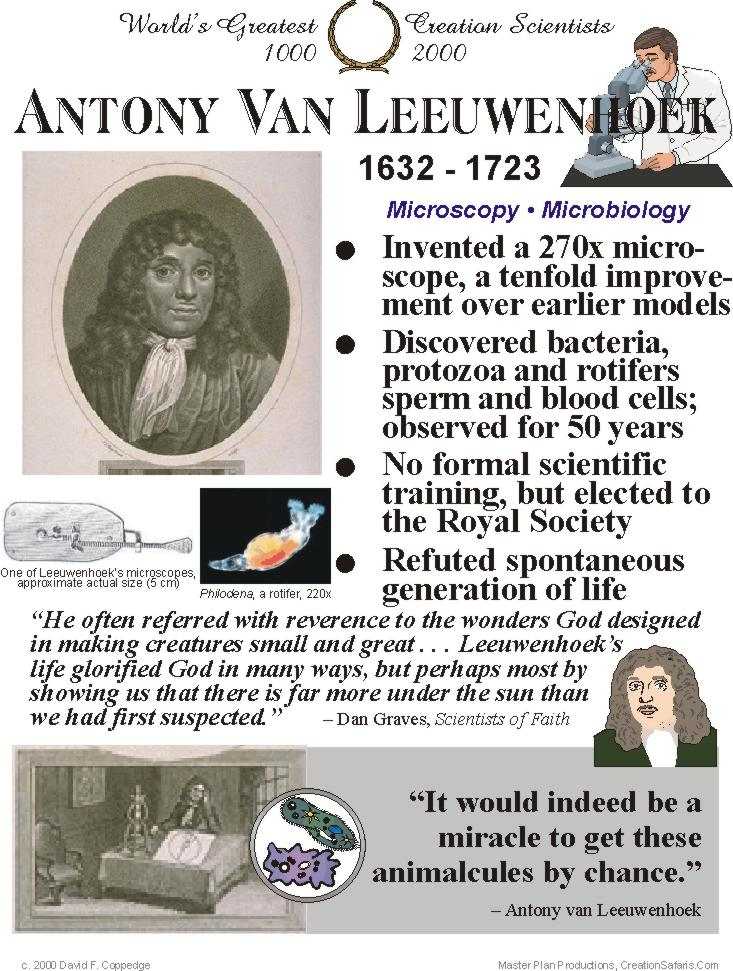 World's Greatest Creation Scientists
1000 2000
ANTONY VAN LEEUWENHOEK
1632 - 1723
Microscopy • Microbiology
● Invented a 270x micro-
scope, a tenfold improve-
ment over earlier models
● Discovered bacteria,
protozoa and rotifers
sperm and blood cells;
observed for 50 years
● No formal scientific
training, but elected to
the Royal Society
● Refuted spontaneous
generation of life
One of Leeuwenhoek's microscopes,
approximate actual size (5 cm)
Philodena, a rotifer, 220x
“He often referred with reverence to the wonders God designed
in making creatures small and great . . . Leeuwenhoek's
life glorified God in many ways, but perhaps most by
showing us that there is far more under the sun than
we had first suspected.” – Dan Graves, Scientists of Faith
“It would indeed be a
miracle to get these
animalcules by chance.”
– Antony van Leeuwenhoek
c. 2000 David F. Coppedge
Master Plan Productions, CreationSafaris.Com